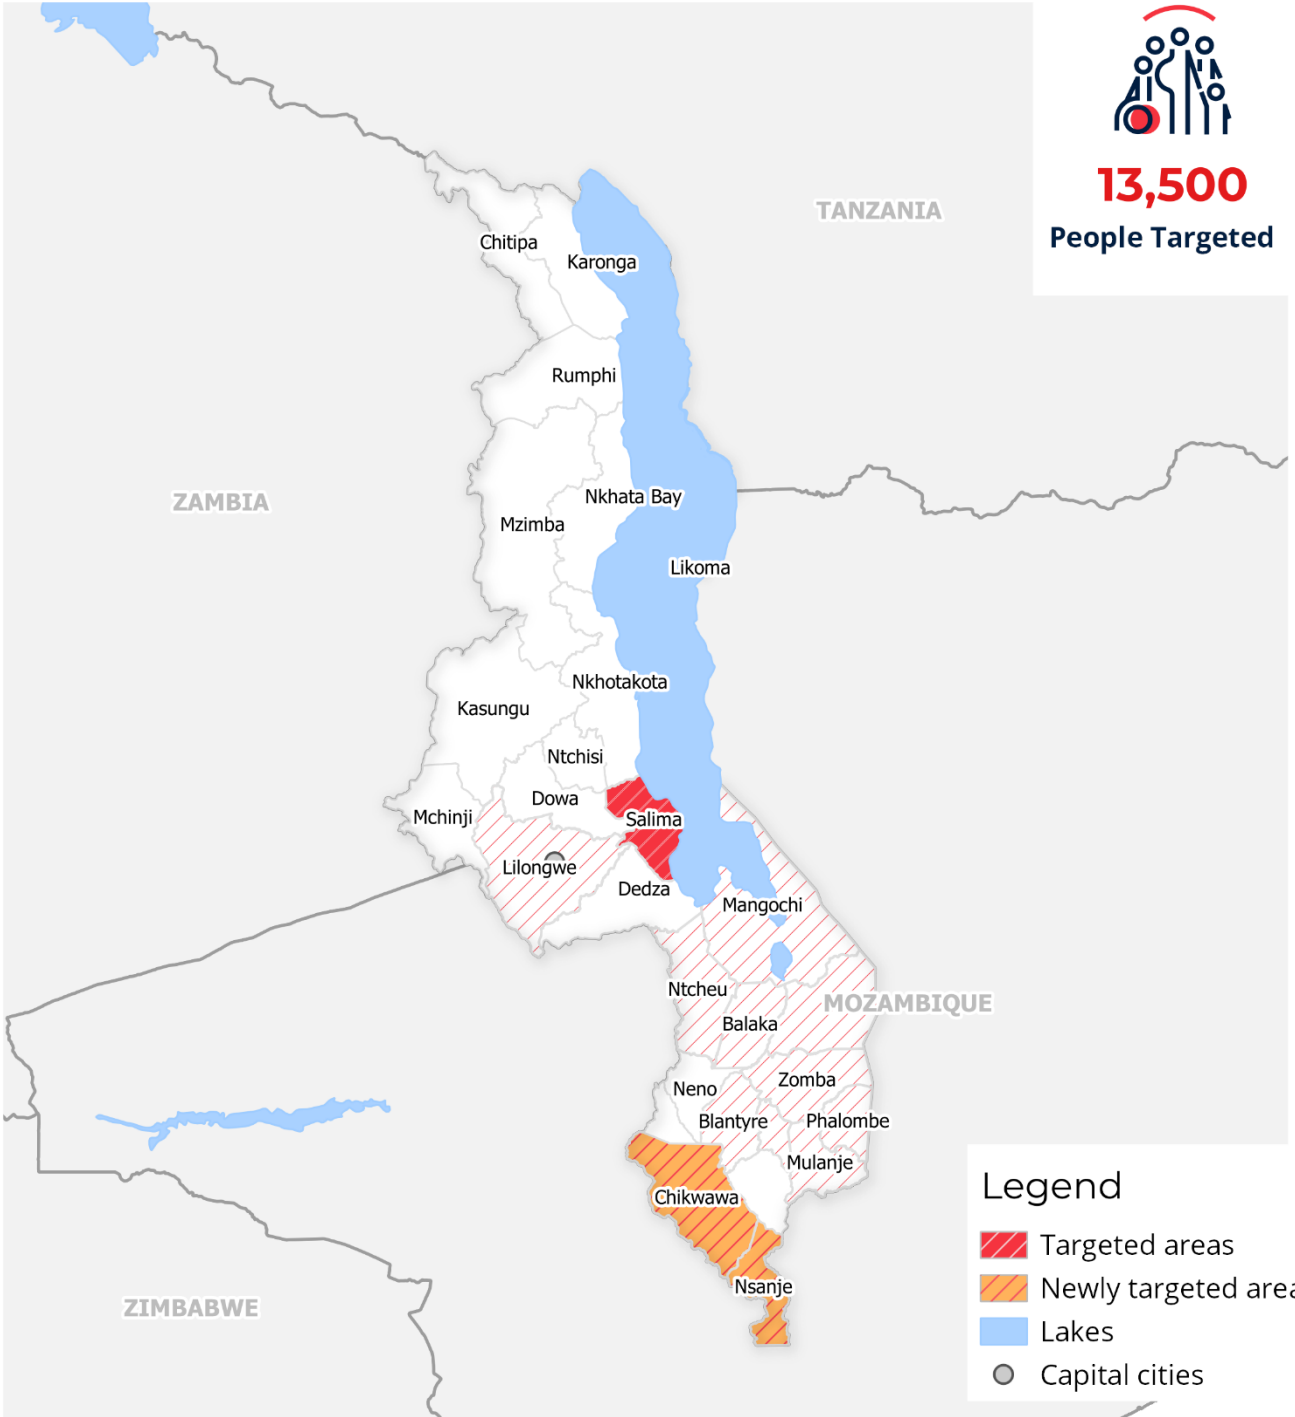 13,500
People Targeted
TANZANIA
Chitipa
Karonga
Rumphi
ZAMBIA
Nkhata Bay
Mzimba
Likoma
Nkhotakota
Kasungu
Ntchisi
Dowa
Mchinji
Salima
Lilongwe
Dedza
Mangochi
Ntcheu
MOZAMBIQUE
Balaka
Zomba
Neno
Blantyre
Phalombe
Mulanje
Chikwawa
Nsanje
ZIMBABWE
Legend
Targeted areas
Newly targeted area
Lakes
Capital cities